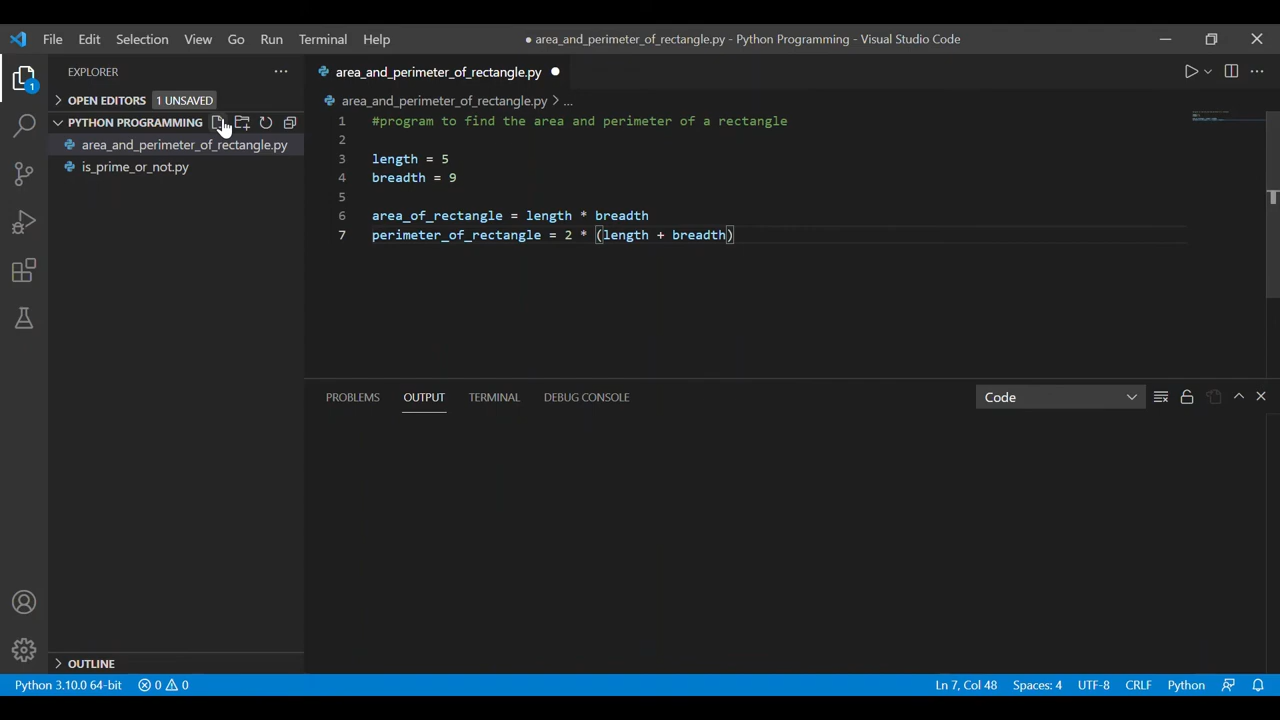 File Edit Selection View Go Run Terminal Help
● area_and_perimeter_of_rectangle.py - Python Programming - Visual Studio Code
EXPLORER
1
OPEN EDITORS 1 UNSAVED
PYTHON PROGRAMMING
area_and_perimeter_of_rectangle.py
is_prime_or_not.py
OUTLINE
area_and_perimeter_of_rectangle.py
area_and_perimeter_of_rectangle.py > ...
1 #program to find the area and perimeter of a rectangle
2
3 length = 5
4 breadth = 9
5
6 area_of_rectangle = length * breadth
7 perimeter_of_rectangle = 2 * (length + breadth)
PROBLEMS OUTPUT TERMINAL DEBUG CONSOLE Code
Python 3.10.0 64-bit 0 0 Ln 7, Col 48 Spaces: 4 UTF-8 CRLF Python